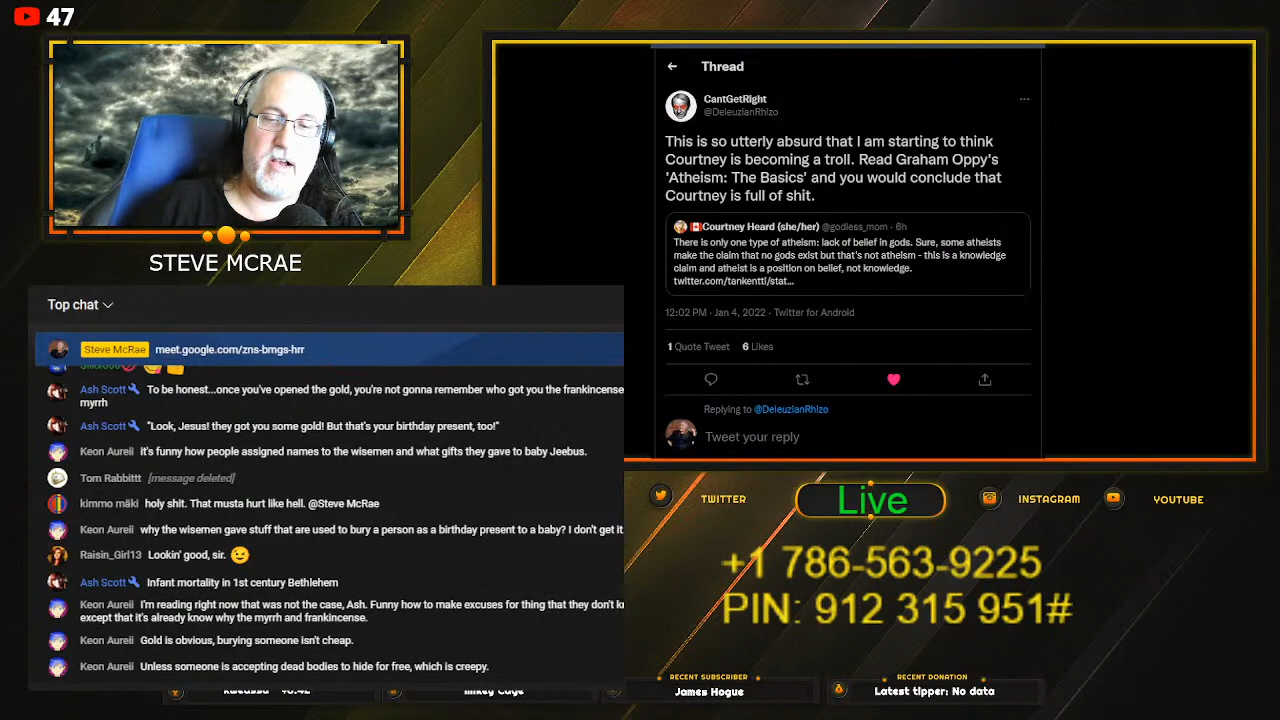 47
STEVE MCRAE
Top chat
Steve McRae meet.google.com/zns-bmgs-hrr
Ash Scott To be honest...once you've opened the gold, you're not gonna remember who got you the frankincense
myrrh
Ash Scott "Look, Jesus! they got you some gold! But that's your birthday present, too!"
Keon Aureii it's funny how people assigned names to the wisemen and what gifts they gave to baby Jeebus.
Tom Rabbittt [message deleted]
kimmo mäki holy shit. That musta hurt like hell. @Steve McRae
Keon Aureii why the wisemen gave stuff that are used to bury a person as a birthday present to a baby? I don't get it
Raisin_Girl13 Lookin' good, sir.
Ash Scott Infant mortality in 1st century Bethlehem
Keon Aureii I'm reading right now that was not the case, Ash. Funny how to make excuses for thing that they don't
except that it's already know why the myrrh and frankincense.
Keon Aureii Gold is obvious, burying someone isn't cheap.
Keon Aureii Unless someone is accepting dead bodies to hide for free, which is creepy.
Thread
CantGetRight
@DeleuzianRhizo
This is so utterly absurd that I am starting to think
Courtney is becoming a troll. Read Graham Oppy's
'Atheism: The Basics' and you would conclude that
Courtney is full of shit.
Courtney Heard (she/her) @godless_mom · 6h
There is only one type of atheism: lack of belief in gods. Sure, some atheists
make the claim that no gods exist but that's not atheism - this is a knowledge
claim and atheist is a position on belief, not knowledge.
twitter.com/tankentti/stat...
12:02 PM · Jan 4, 2022 · Twitter for Android
1 Quote Tweet 6 Likes
Replying to @DeleuzianRhizo
Tweet your reply
TWITTER
Live
INSTAGRAM
YOUTUBE
+1 786-563-9225
PIN: 912 315 951#
Mikey Cage
RECENT SUBSCRIBER
James Hogue
RECENT DONATION
Latest tipper: No data